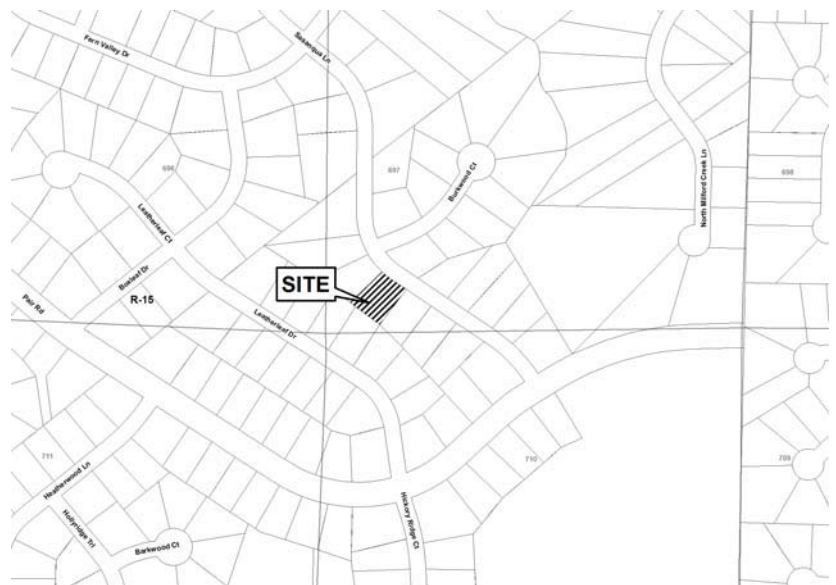 Fern Valley Dr
Sasanqua Ln
696
697
Burkwood Ct
698
North Milford Creek Ln
Leatherleaf Ct
Boxleaf Dr
SITE
R-15
Pair Rd
Leatherleaf Dr
711
710
709
Heatherwood Ln
Hollyridge Trl
Barkwood Ct
Hickory Ridge Ct